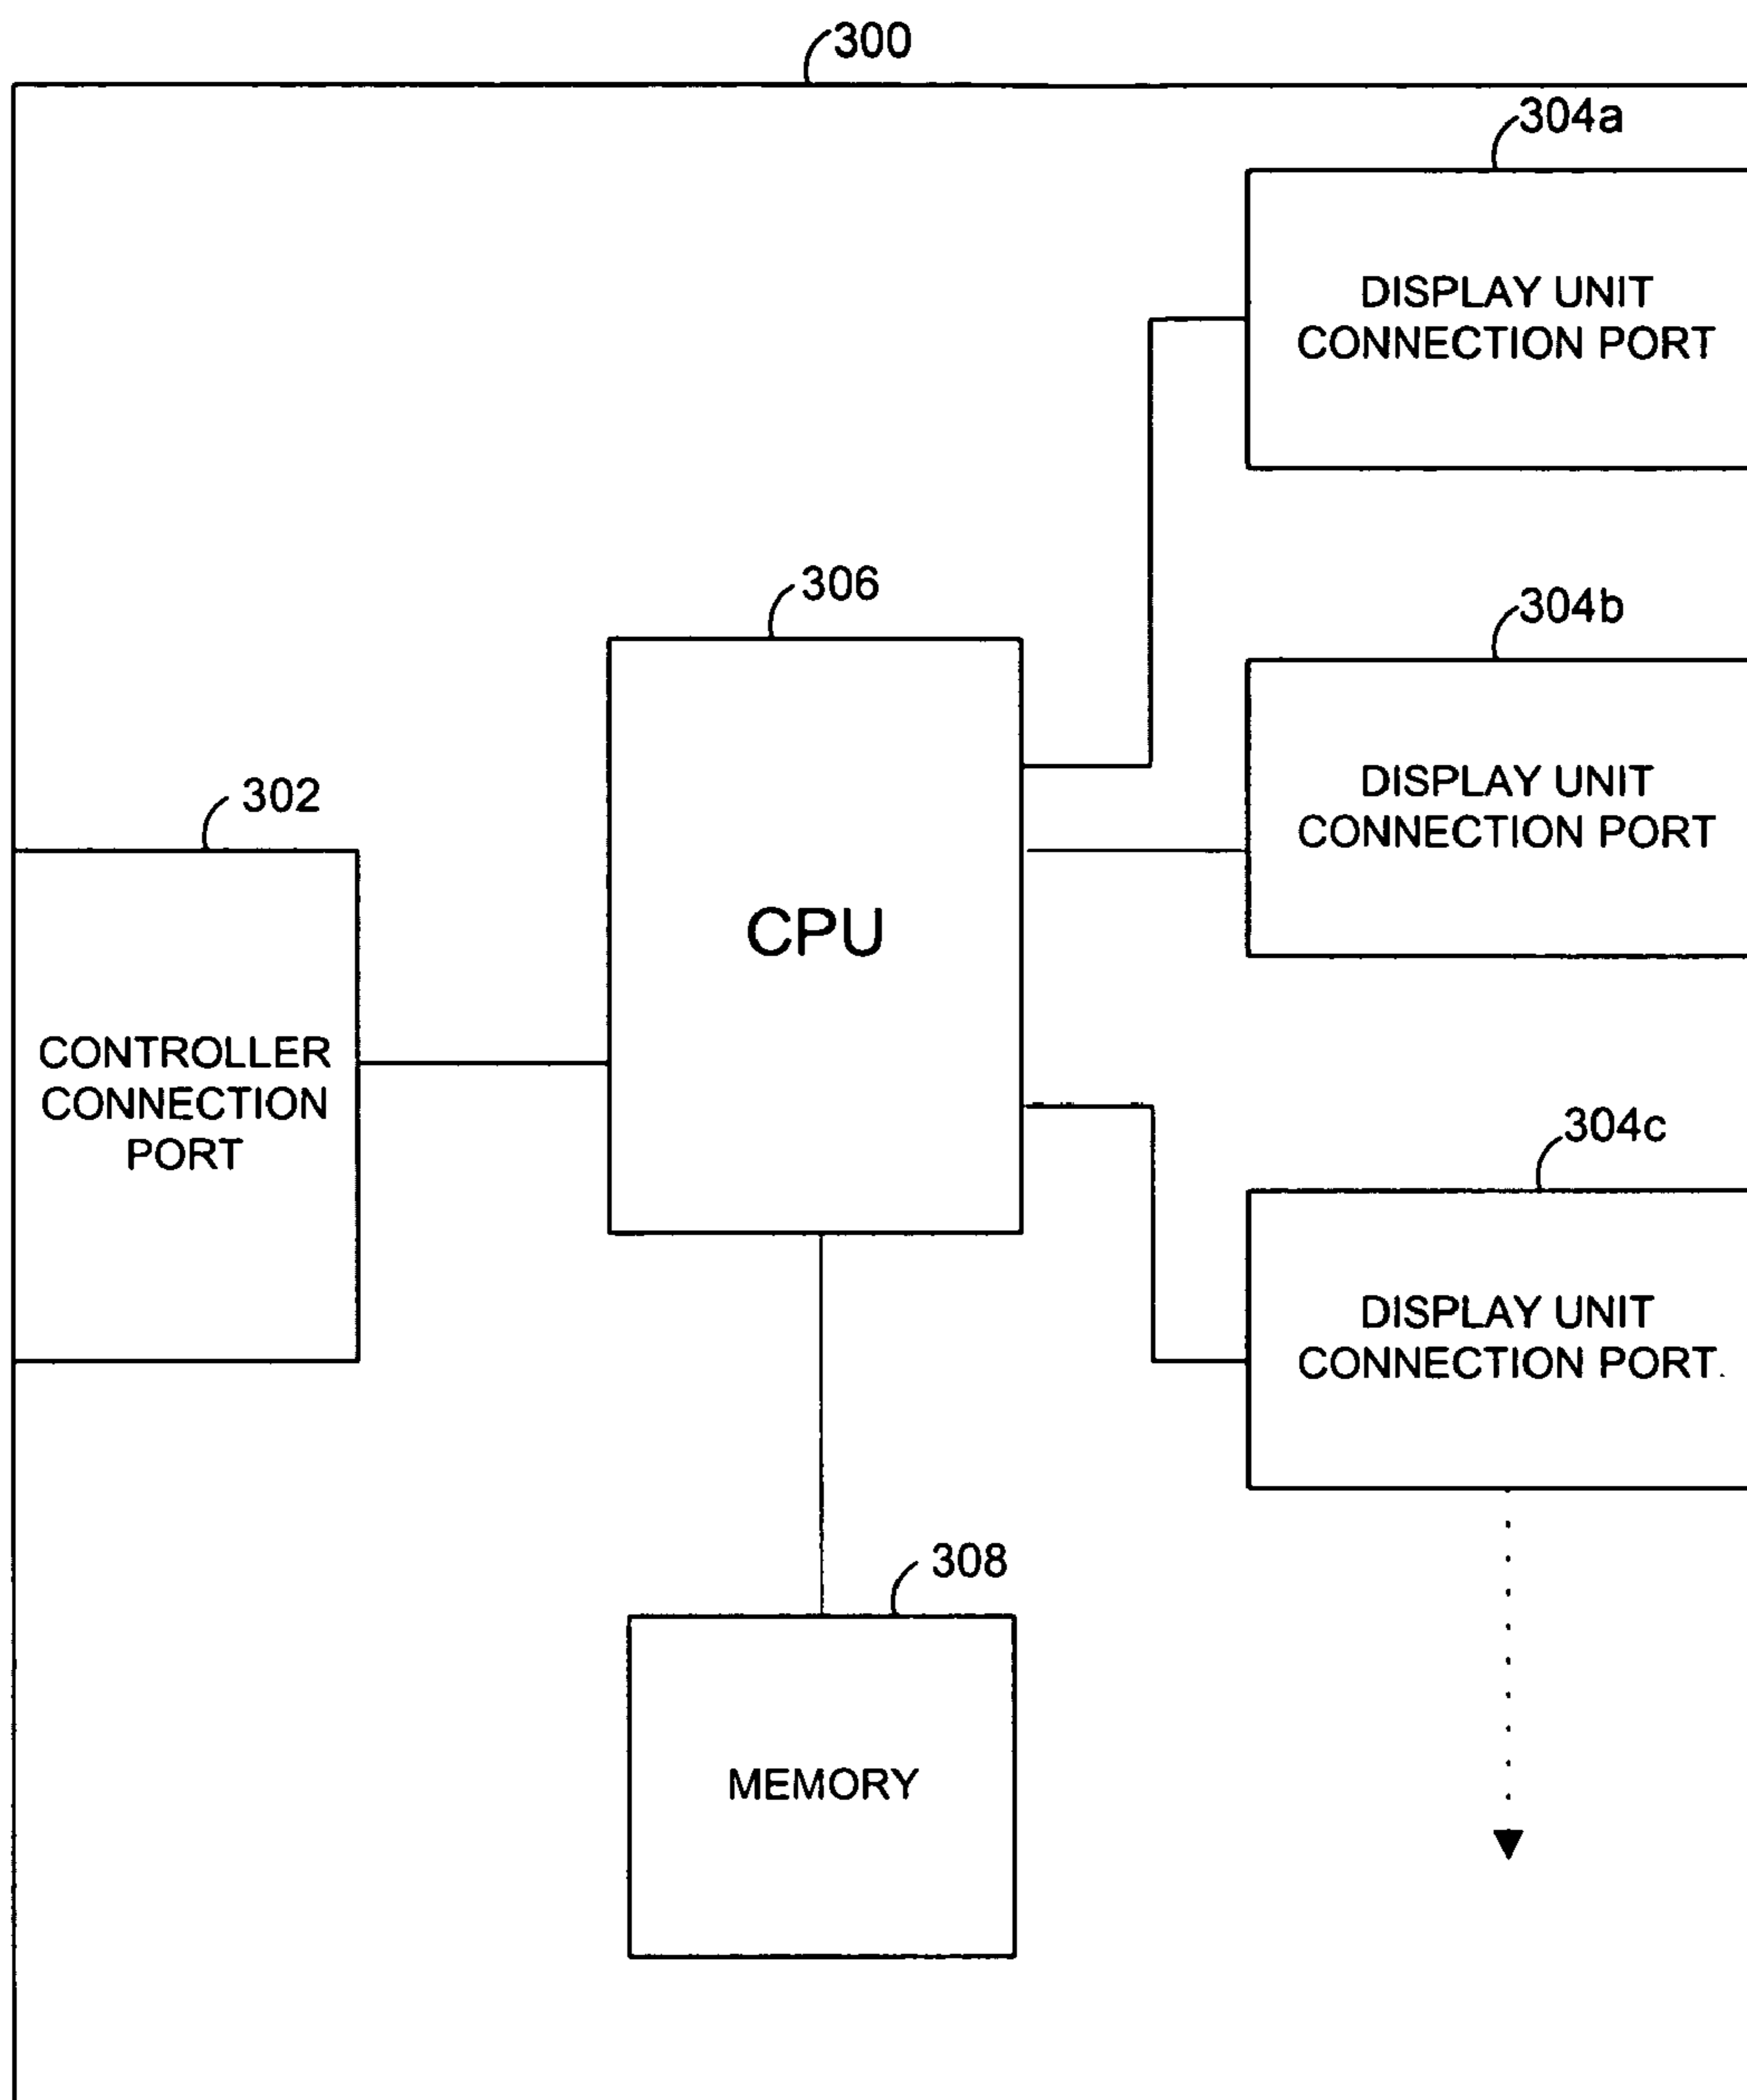 300
304a
DISPLAY UNIT
CONNECTION PORT
306
304b
DISPLAY UNIT
CONNECTION PORT
302
CPU
CONTROLLER
CONNECTION
PORT
304c
DISPLAY UNIT
CONNECTION PORT.
308
MEMORY